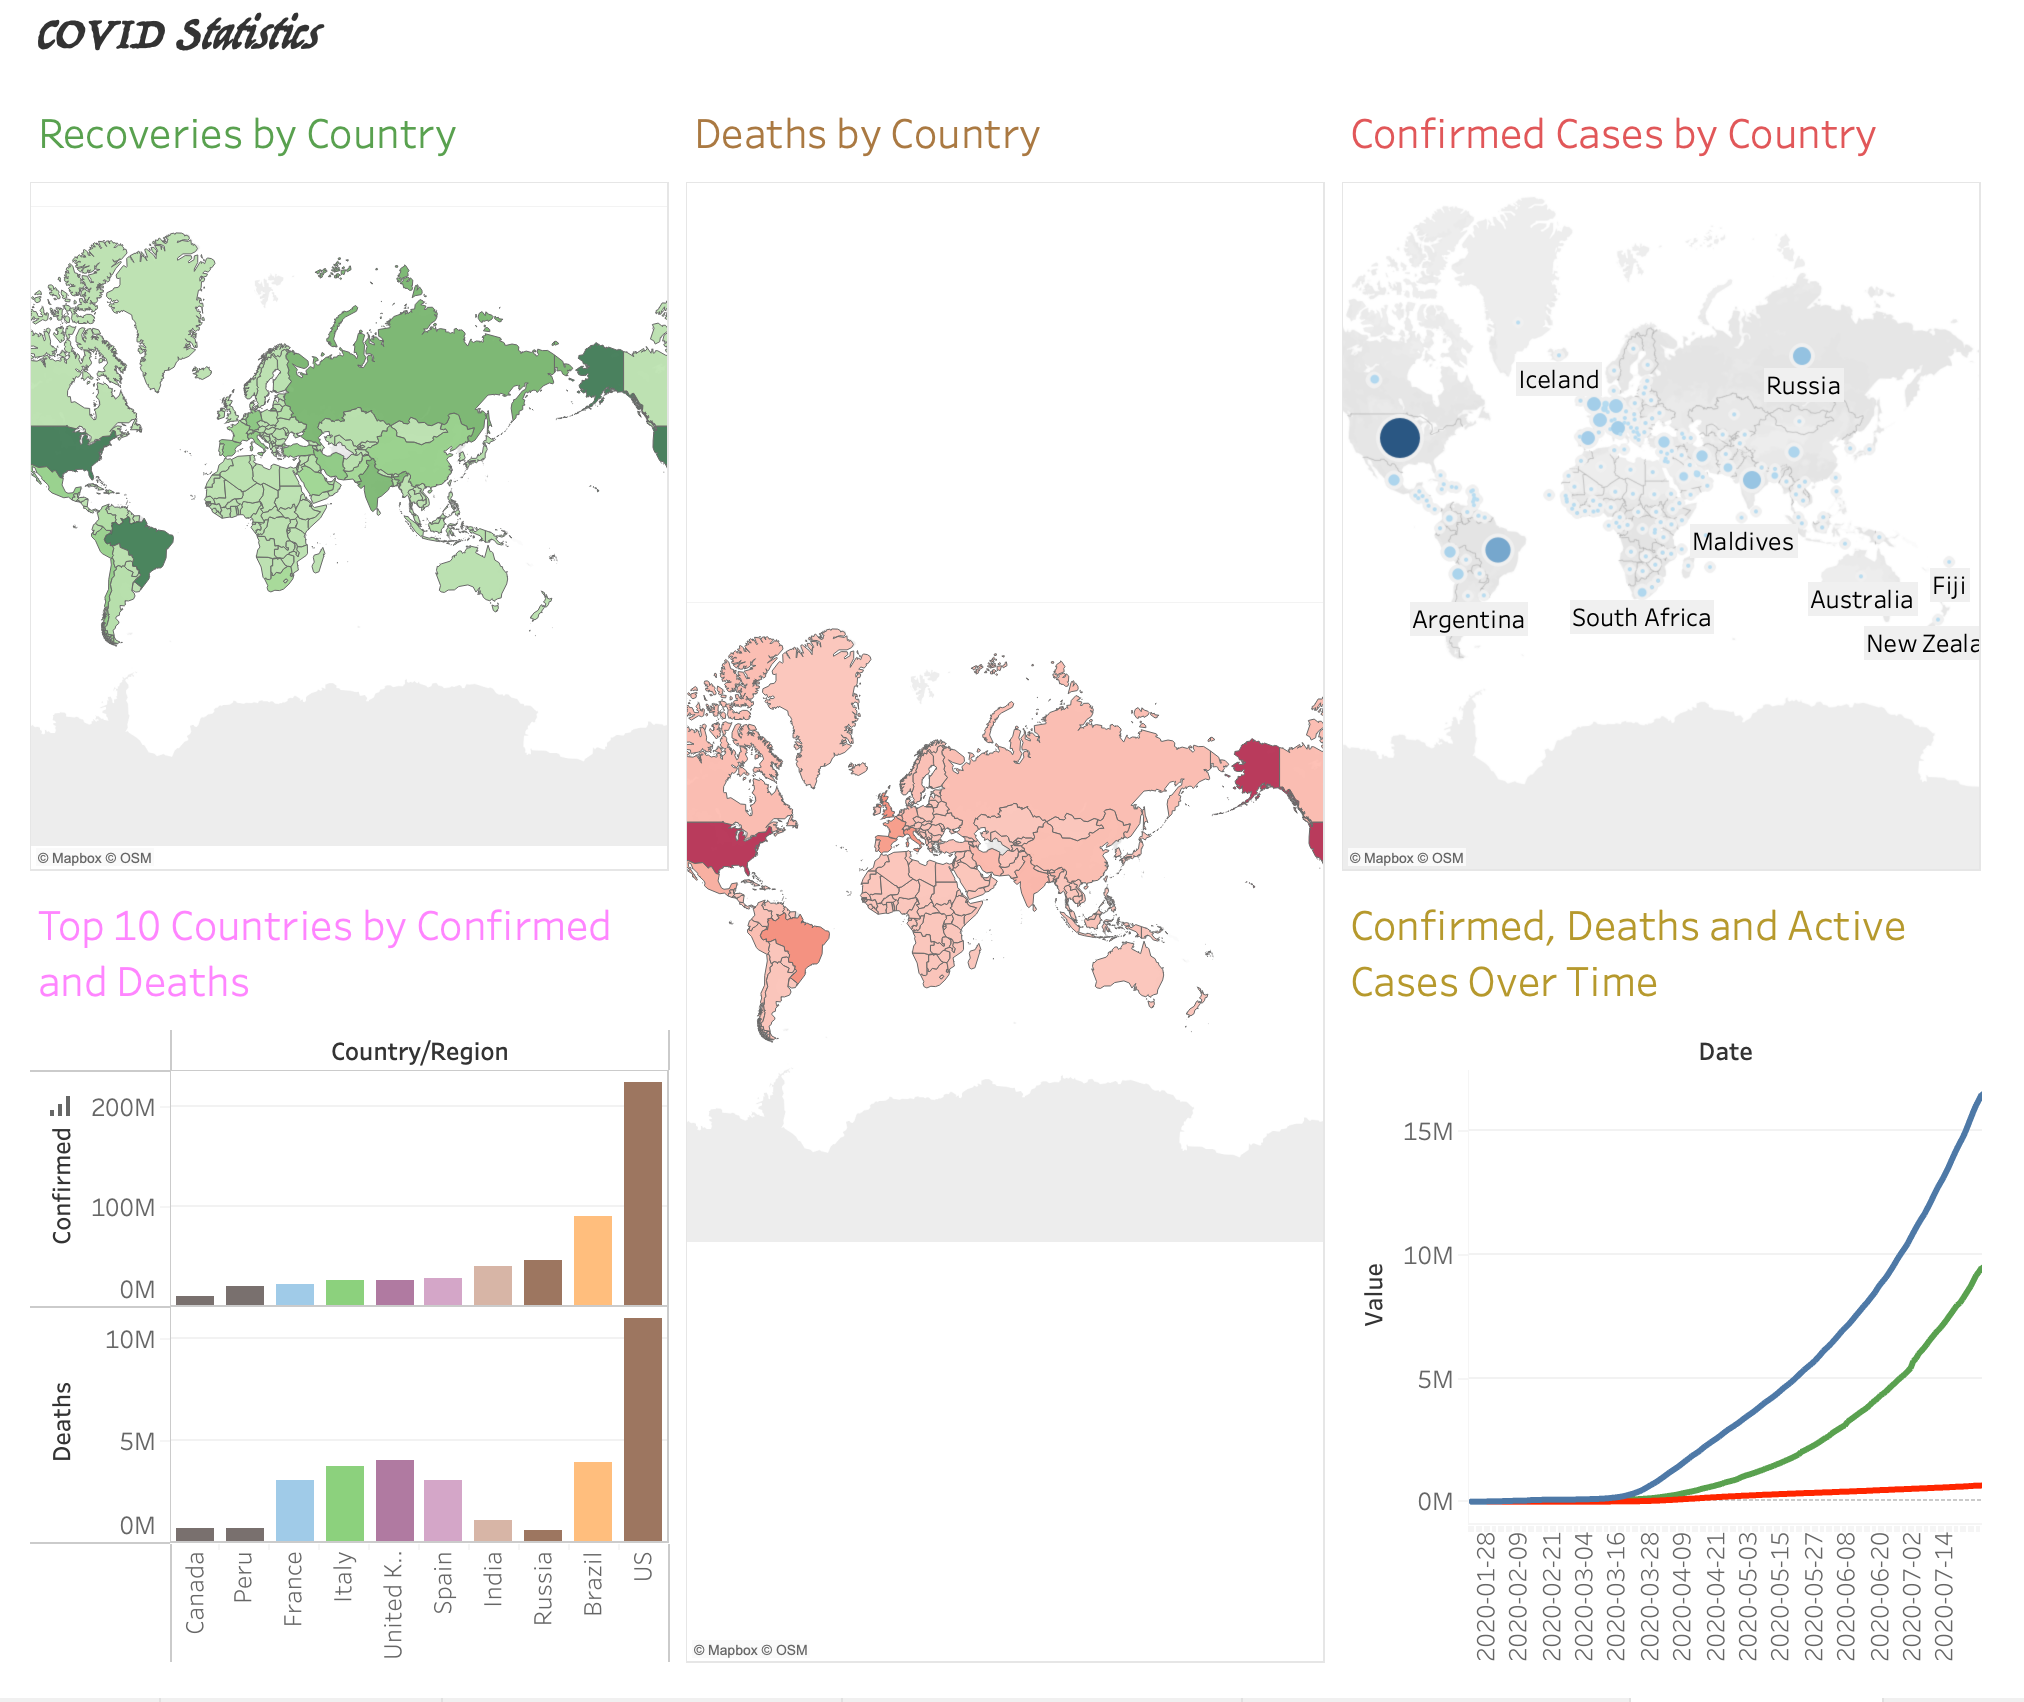 COVID Statistics
Recoveries by Country
Deaths by Country
Confirmed Cases by Country
© Mapbox © OSM
Iceland
Russia
Maldives
Argentina
South Africa
Australia
Fiji
New Zeala
© Mapbox © OSM
Top 10 Countries by Confirmed
and Deaths
Country/Region
Confirmed
200M
100M
0M
Deaths
10M
5M
0M
Canada
Peru
France
Italy
United K..
Spain
India
Russia
Brazil
US
© Mapbox © OSM
Confirmed, Deaths and Active
Cases Over Time
Date
Value
15M
10M
5M
0M
2020-01-28
2020-02-09
2020-02-21
2020-03-04
2020-03-16
2020-03-28
2020-04-09
2020-04-21
2020-05-03
2020-05-15
2020-05-27
2020-06-08
2020-06-20
2020-07-02
2020-07-14